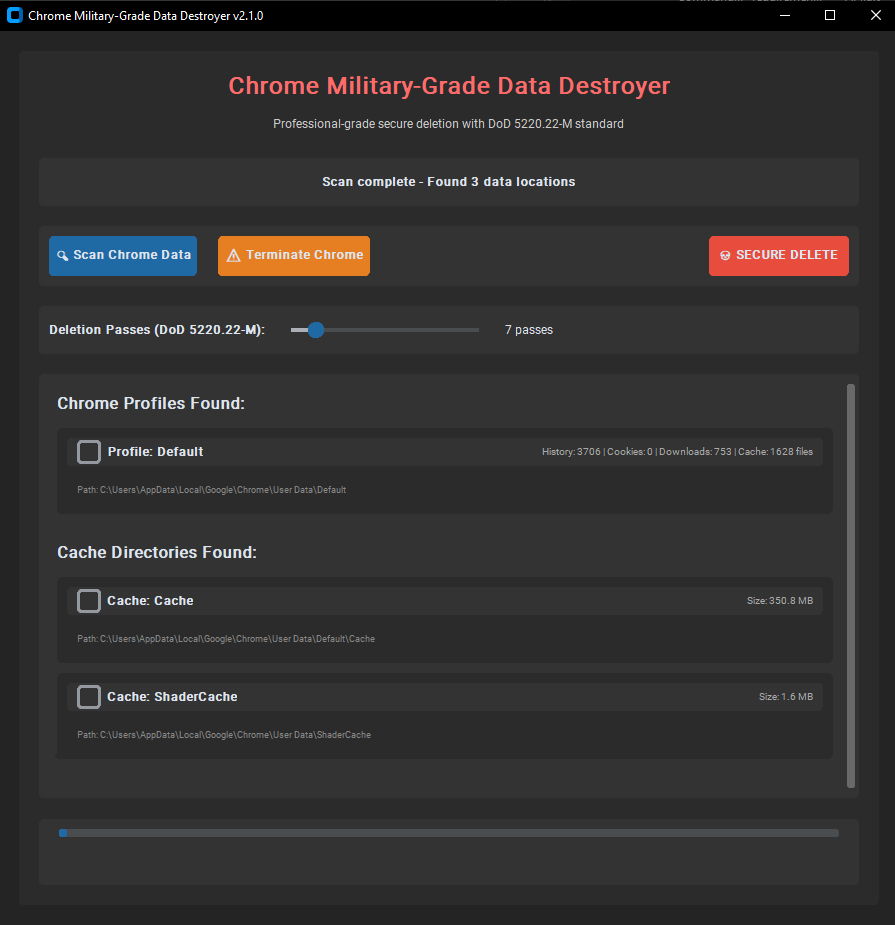 Chrome Military-Grade Data Destroyer v2.1.0
Chrome Military-Grade Data Destroyer
Professional-grade secure deletion with DoD 5220.22-M standard
Scan complete - Found 3 data locations
Scan Chrome Data
Terminate Chrome
SECURE DELETE
Deletion Passes (DoD 5220.22-M):
7 passes
Chrome Profiles Found:
Profile: Default
History: 3706 | Cookies: 0 | Downloads: 753 | Cache: 1628 files
Path: C:\Users\AppData\Local\Google\Chrome\User Data\Default
Cache Directories Found:
Cache: Cache
Size: 350.8 MB
Path: C:\Users\AppData\Local\Google\Chrome\User Data\Default\Cache
Cache: ShaderCache
Size: 1.6 MB
Path: C:\Users\AppData\Local\Google\Chrome\User Data\ShaderCache